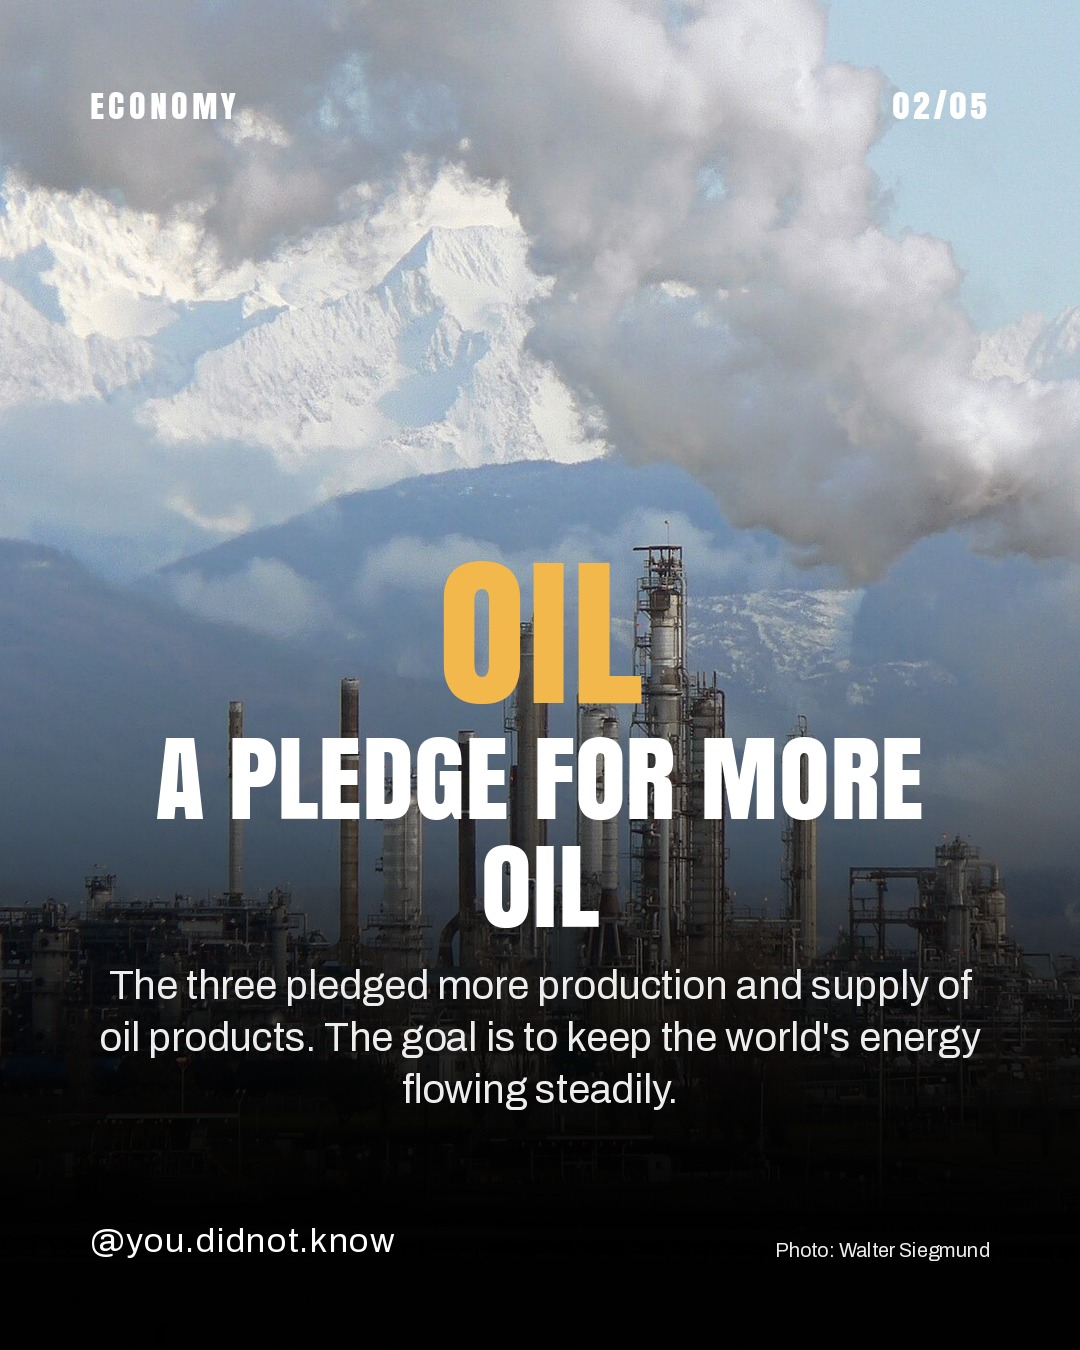 ECONOMY
02/05
OIL
A PLEDGE FOR MORE
OIL
The three pledged more production and supply of
oil products. The goal is to keep the world's energy
flowing steadily.
@you.didnot.know
Photo: Walter Siegmund